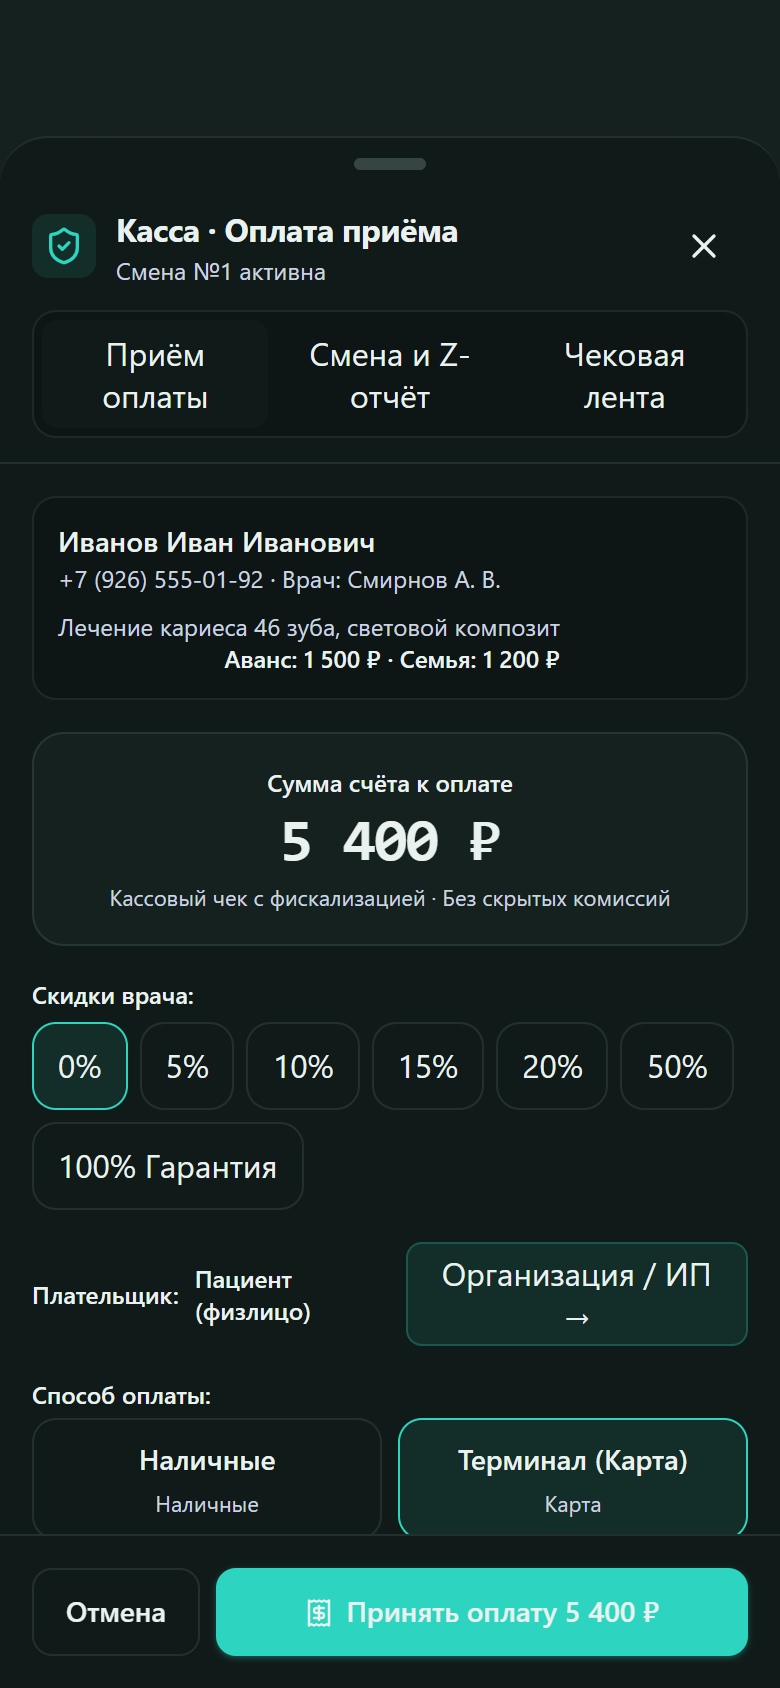 Касса · Оплата приёма
Смена №1 активна
Приём
оплаты
Смена и Z-
отчёт
Чековая
лента
Иванов Иван Иванович
+7 (926) 555-01-92 · Врач: Смирнов А. В.
Лечение кариеса 46 зуба, световой композит
Аванс: 1 500 ₽ · Семья: 1 200 ₽
Сумма счёта к оплате
5 400 ₽
Кассовый чек с фискализацией · Без скрытых комиссий
Скидки врача:
0% 5% 10% 15% 20% 50%
100% Гарантия
Плательщик:
Пациент
(физлицо)
Организация / ИП
→
Способ оплаты:
Наличные
Наличные
Терминал (Карта)
Карта
Отмена
Принять оплату 5 400 ₽